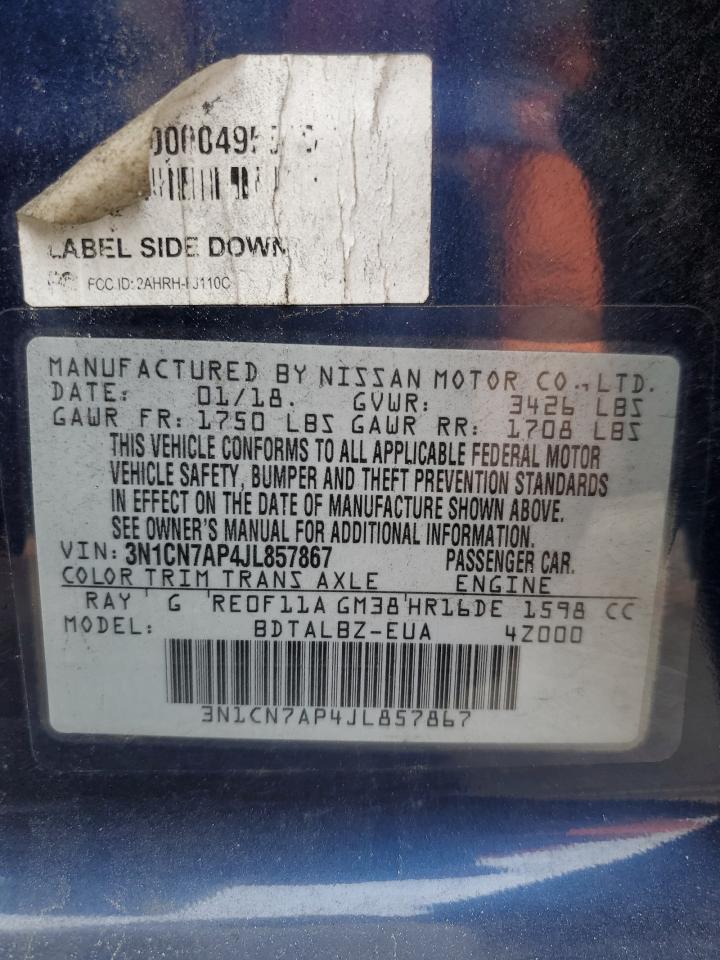 LABEL SIDE DOWN
FC FCC ID: 2AHRH-FJ110C
MANUFACTURED BY NISSAN MOTOR CO., LTD.
DATE: 01/18. GVWR: 3426 LBS
GAWR FR: 1750 LBS GAWR RR: 1708 LBS
THIS VEHICLE CONFORMS TO ALL APPLICABLE FEDERAL MOTOR
VEHICLE SAFETY, BUMPER AND THEFT PREVENTION STANDARDS
IN EFFECT ON THE DATE OF MANUFACTURE SHOWN ABOVE.
SEE OWNER'S MANUAL FOR ADDITIONAL INFORMATION.
VIN: 3N1CN7AP4JL857867 PASSENGER CAR.
COLOR TRIM TRANS AXLE ENGINE
RAY G RE0F11A GM38 HR16DE 1598 CC
MODEL: BDTALBZ-EUA 4Z000
3N1CN7AP4JL857867